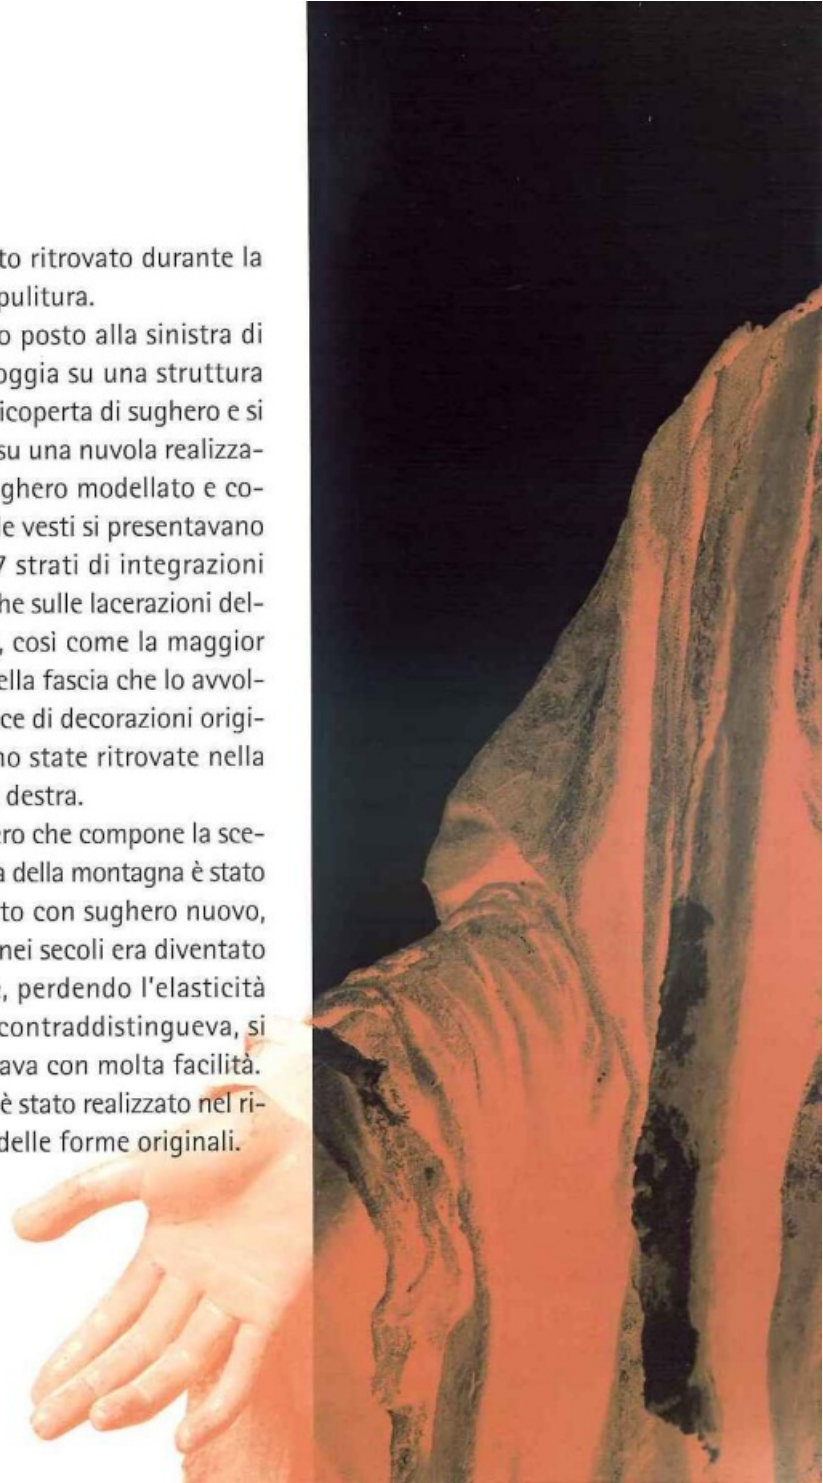 to ritrovato durante la
pulitura.
o posto alla sinistra di
oggia su una struttura
icoperta di sughero e si
su una nuvola realizza-
ghero modellato e co-
le vesti si presentavano
7 strati di integrazioni
he sulle lacerazioni del-
, così come la maggior
ella fascia che lo avvol-
ce di decorazioni origi-
no state ritrovate nella
destra.
ero che compone la sce-
a della montagna è stato
to con sughero nuovo,
nei secoli era diventato
, perdendo l'elasticità
contraddistingueva, si
ava con molta facilità.
è stato realizzato nel ri-
delle forme originali.